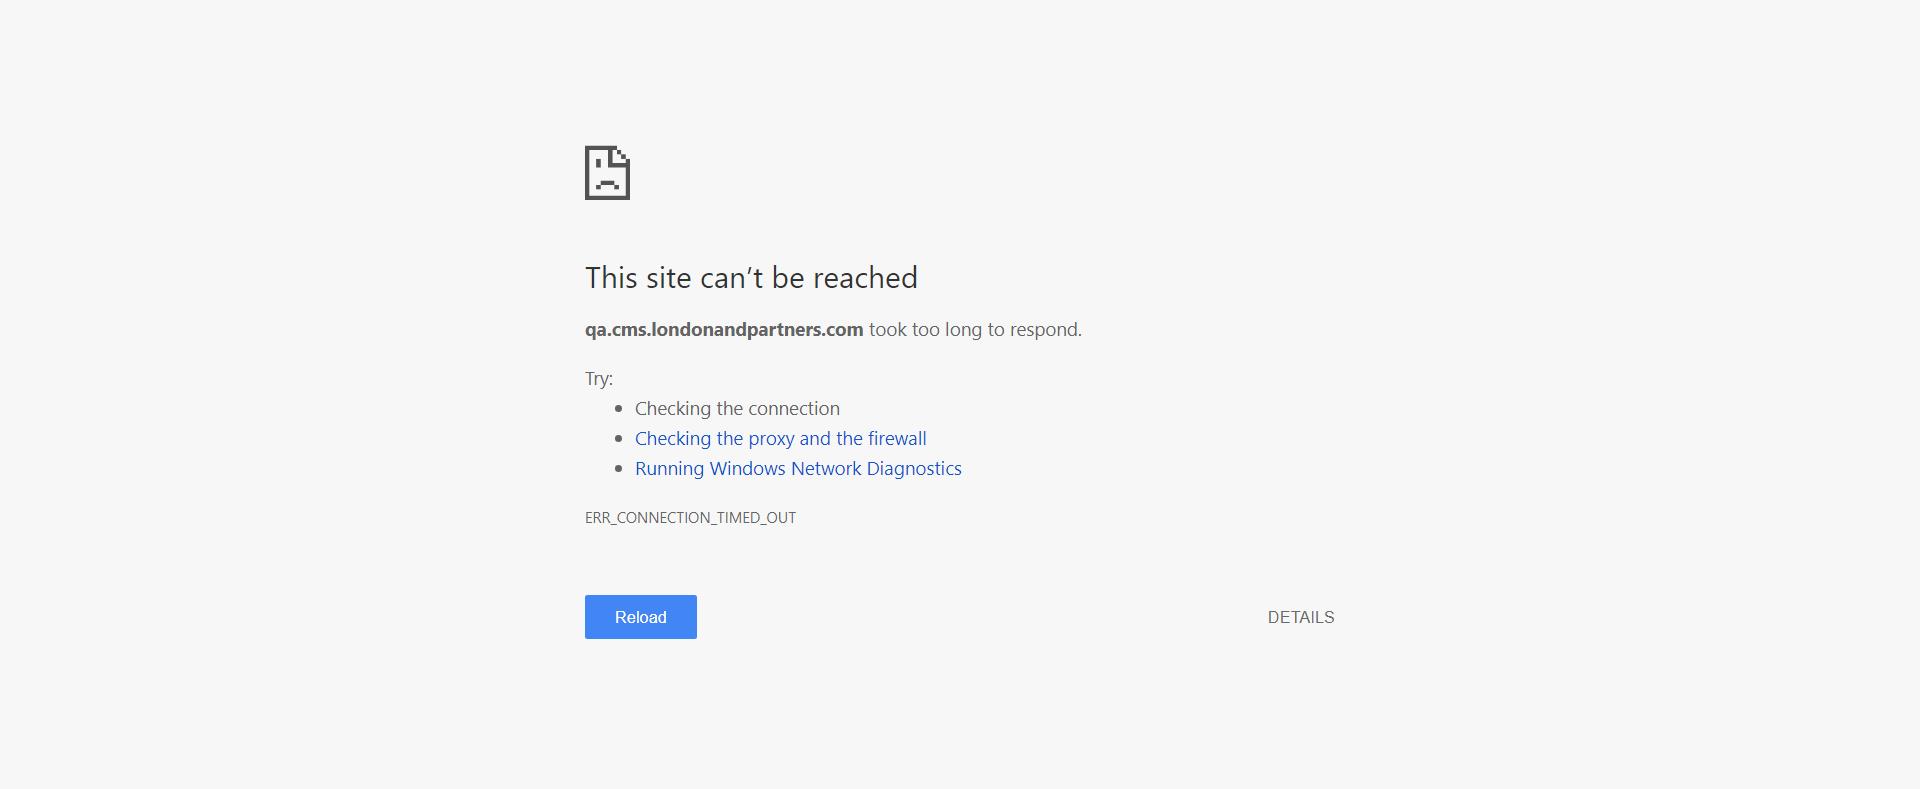 This site can’t be reached
qa.cms.londonandpartners.com took too long to respond.
Try:
Checking the connection
Checking the proxy and the firewall
Running Windows Network Diagnostics
ERR_CONNECTION_TIMED_OUT
Reload
DETAILS